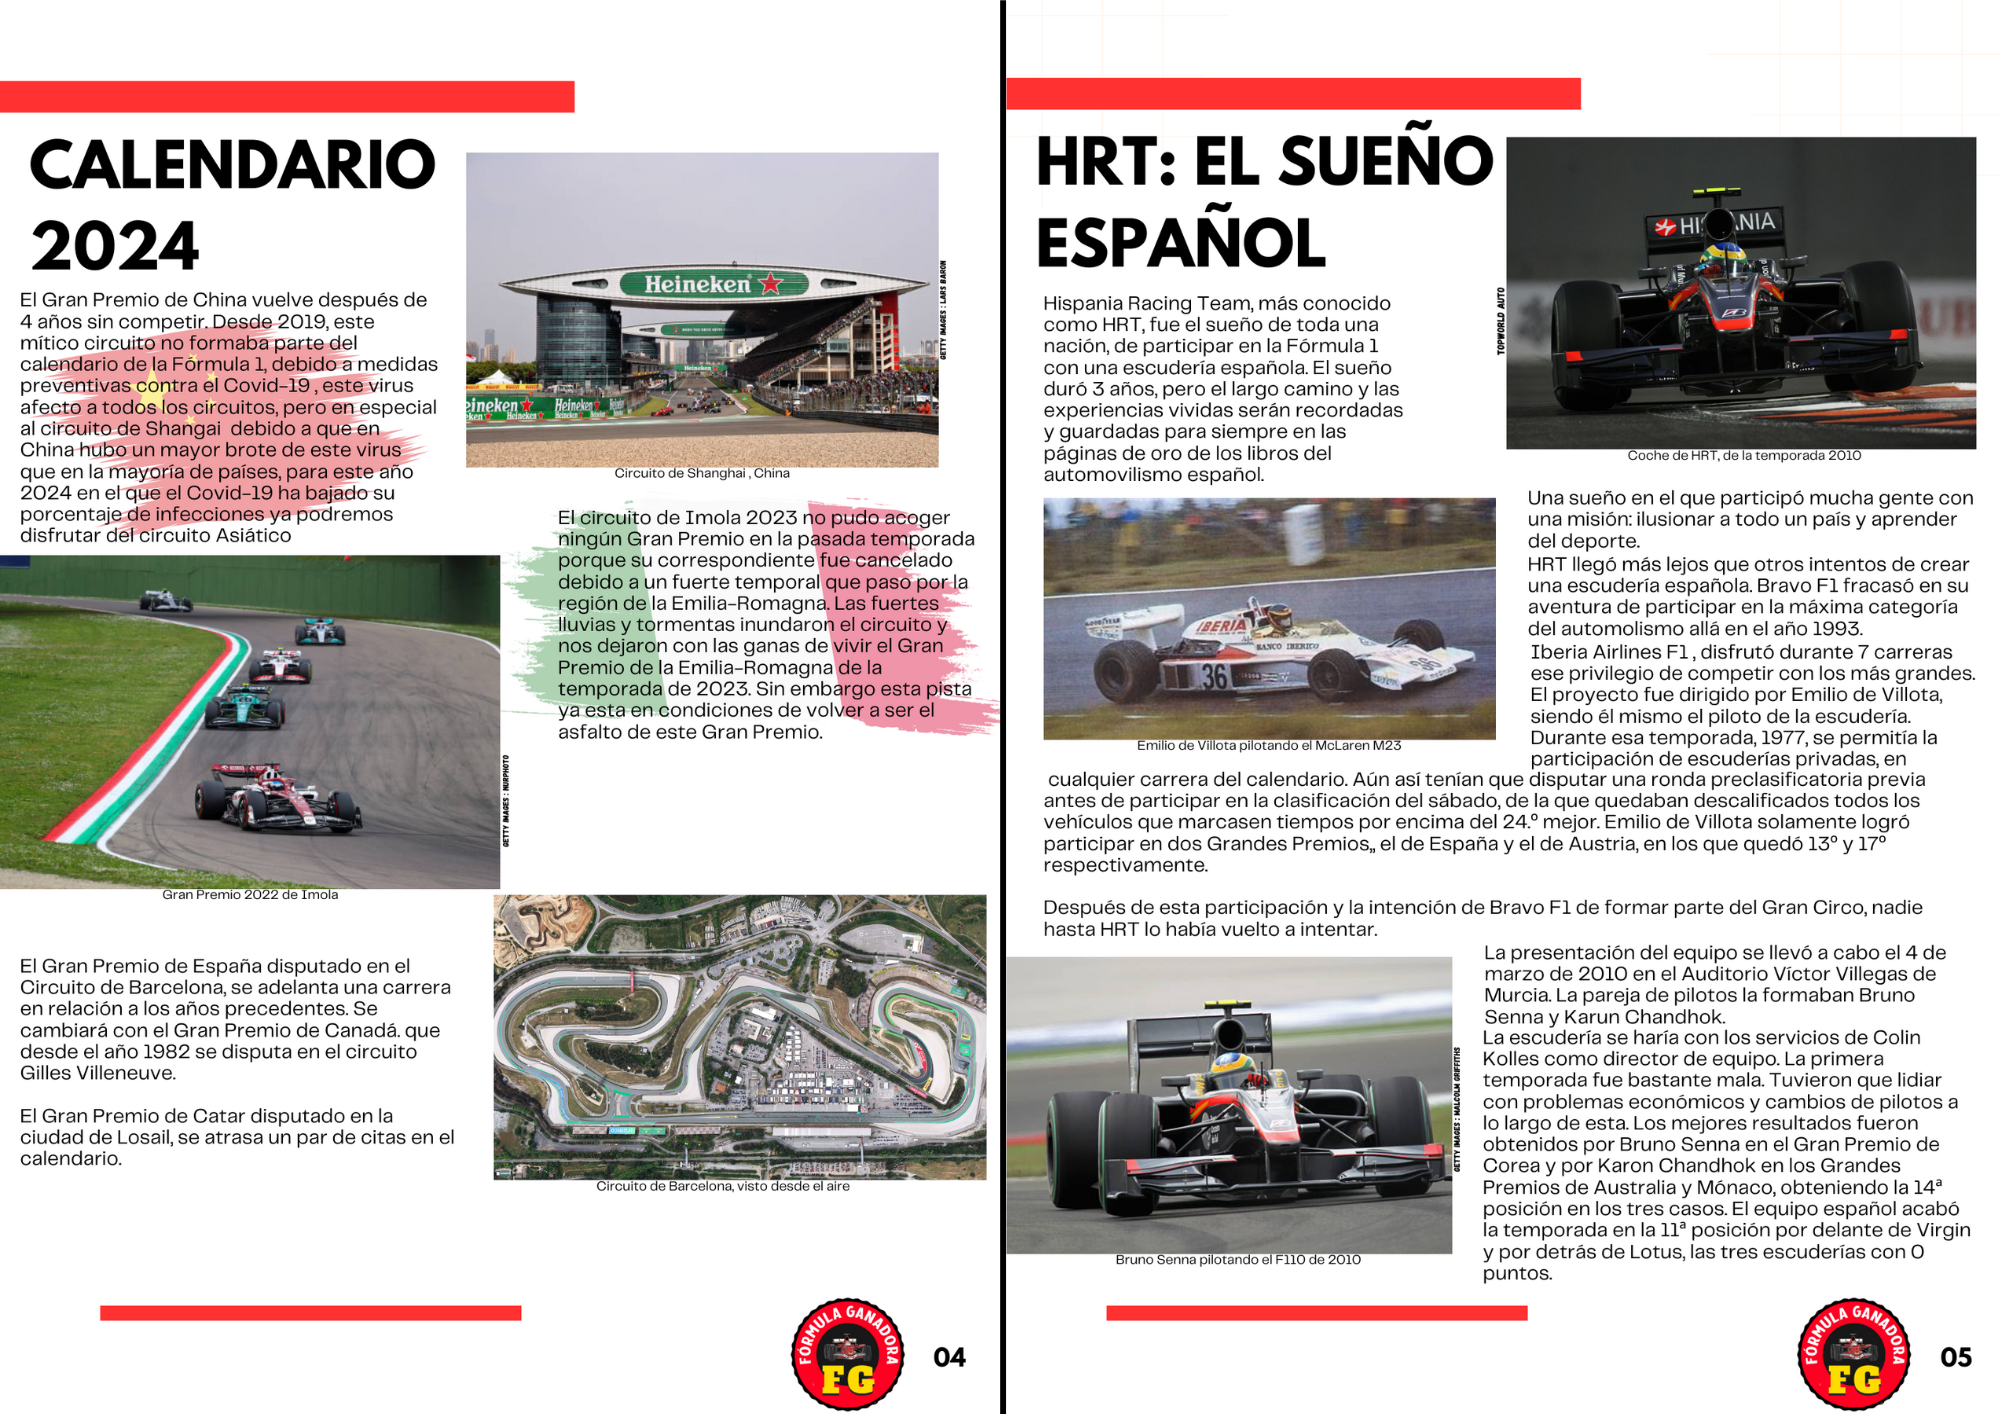 CALENDARIO
2024
El Gran Premio de China vuelve después de
4 años sin competir. Desde 2019, este
mítico circuito no formaba parte del
calendario de la Fórmula 1, debido a medidas
preventivas contra el Covid-19 , este virus
afecto a todos los circuitos, pero en especial
al circuito de Shangai  debido a que en
China hubo un mayor brote de este virus
que en la mayoría de países, para este año
2024 en el que el Covid-19 ha bajado su
porcentaje de infecciones ya podremos
disfrutar del circuito Asiático
Heineken
Heineken
Heineken
GETTY IMAGES : LARS BARON
Circuito de Shanghai , China
El circuito de Imola 2023 no pudo acoger
ningún Gran Premio en la pasada temporada
porque su correspondiente fue cancelado
debido a un fuerte temporal que paso por la
región de la Emilia-Romagna. Las fuertes
lluvias y tormentas inundaron el circuito y
nos dejaron con las ganas de vivir el Gran
Premio de la Emilia-Romagna de la
temporada de 2023. Sin embargo esta pista
ya esta en condiciones de volver a ser el
asfalto de este Gran Premio.
GETTY IMAGES : NURPHOTO
Gran Premio 2022 de Imola
El Gran Premio de España disputado en el
Circuito de Barcelona, se adelanta una carrera
en relación a los años precedentes. Se
cambiará con el Gran Premio de Canadá. que
desde el año 1982 se disputa en el circuito
Gilles Villeneuve.
El Gran Premio de Catar disputado en la
ciudad de Losail, se atrasa un par de citas en el
calendario.
Circuito de Barcelona, visto desde el aire
FÓRMULA GANADORA
FG
04
HRT: EL SUEÑO
ESPAÑOL
Hispania Racing Team, más conocido
como HRT, fue el sueño de toda una
nación, de participar en la Fórmula 1
con una escudería española. El sueño
duró 3 años, pero el largo camino y las
experiencias vividas serán recordadas
y guardadas para siempre en las
páginas de oro de los libros del
automovilismo español.
HISPANIA
TOPWORLD AUTO
Coche de HRT, de la temporada 2010
IBERIA
BANCO IBERICO
36
36
Emilio de Villota pilotando el McLaren M23
Una sueño en el que participó mucha gente con
una misión: ilusionar a todo un país y aprender
del deporte.
HRT llegó más lejos que otros intentos de crear
una escudería española. Bravo F1 fracasó en su
aventura de participar en la máxima categoría
del automolismo allá en el año 1993.
Iberia Airlines F1 , disfrutó durante 7 carreras
ese privilegio de competir con los más grandes.
El proyecto fue dirigido por Emilio de Villota,
siendo él mismo el piloto de la escudería.
Durante esa temporada, 1977, se permitía la
participación de escuderías privadas, en
cualquier carrera del calendario. Aún así tenían que disputar una ronda preclasificatoria previa
antes de participar en la clasificación del sábado, de la que quedaban descalificados todos los
vehículos que marcasen tiempos por encima del 24.º mejor. Emilio de Villota solamente logró
participar en dos Grandes Premios,, el de España y el de Austria, en los que quedó 13º y 17º
respectivamente.
Después de esta participación y la intención de Bravo F1 de formar parte del Gran Circo, nadie
hasta HRT lo había vuelto a intentar.
GETTY IMAGES : MALCOLM GRIFFITHS
Bruno Senna pilotando el F110 de 2010
La presentación del equipo se llevó a cabo el 4 de
marzo de 2010 en el Auditorio Víctor Villegas de
Murcia. La pareja de pilotos la formaban Bruno
Senna y Karun Chandhok.
La escudería se haría con los servicios de Colin
Kolles como director de equipo. La primera
temporada fue bastante mala. Tuvieron que lidiar
con problemas económicos y cambios de pilotos a
lo largo de esta. Los mejores resultados fueron
obtenidos por Bruno Senna en el Gran Premio de
Corea y por Karon Chandhok en los Grandes
Premios de Australia y Mónaco, obteniendo la 14ª
posición en los tres casos. El equipo español acabó
la temporada en la 11ª posición por delante de Virgin
y por detrás de Lotus, las tres escuderías con 0
puntos.
FÓRMULA GANADORA
FG
05